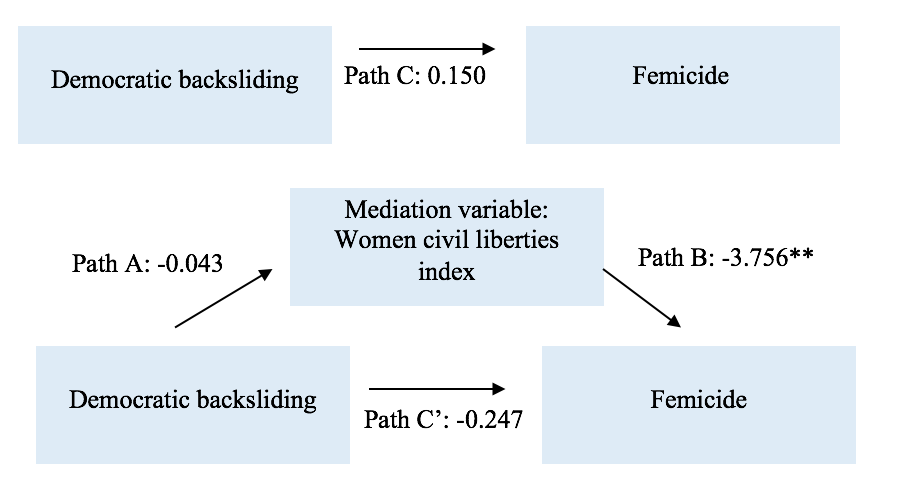 Democratic backsliding
Path C: 0.150
Femicide
Mediation variable:
Women civil liberties
index
Path A: -0.043
Path B: -3.756**
Democratic backsliding
Path C’: -0.247
Femicide